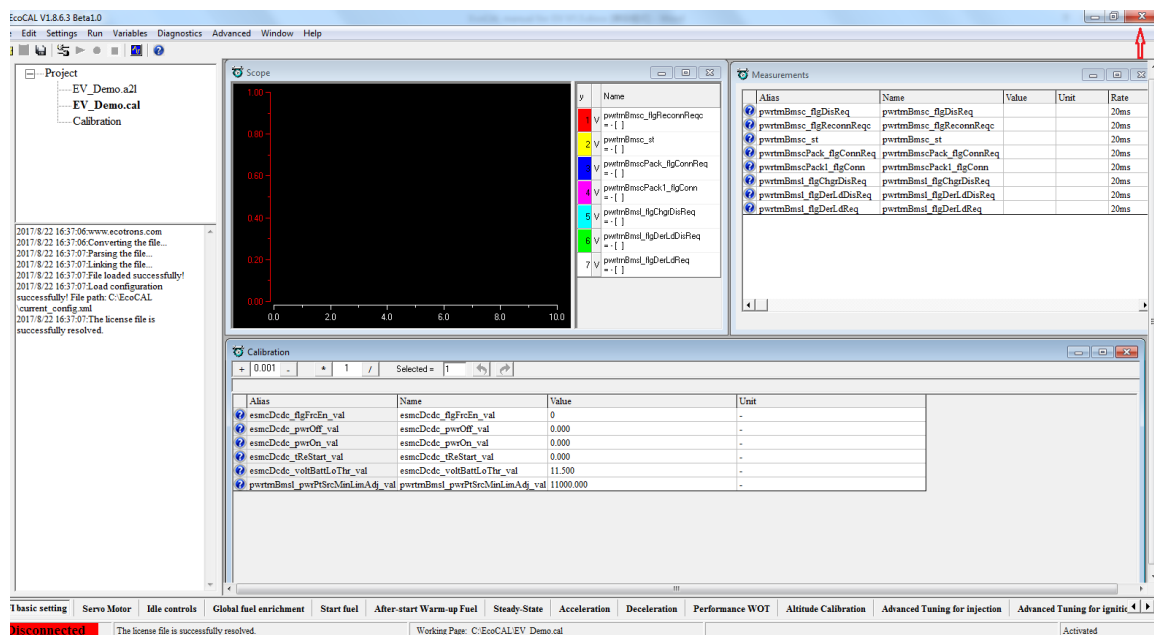 EcoCAL V1.8.6.3 Beta1.0
Edit Settings Run Variables Diagnostics Advanced Window Help
Project
EV_Demo.a2l
EV_Demo.cal
Calibration
2017/8/22 16:37:06:www.ecotrons.com
2017/8/22 16:37:06:Converting the file...
2017/8/22 16:37:07:Parsing the file...
2017/8/22 16:37:07:Linking the file...
2017/8/22 16:37:07:File loaded successfully!
2017/8/22 16:37:07:Load configuration
successfully! File path: C:\EcoCAL
\current_config.xml
2017/8/22 16:37:07:The license file is
successfully resolved.
Scope
1.00
0.80
0.60
0.40
0.20
0.00
0.0 2.0 4.0 6.0 8.0 10.0
y Name
1 V pwrtmBmsc_flgReconnReqc
= - [ ]
2 V pwrtmBmsc_st
= - [ ]
3 V pwrtmBmscPack_flgConnReq
= - [ ]
4 V pwrtmBmscPack1_flgConn
= - [ ]
5 V pwrtmBmsl_flgChgrDisReq
= - [ ]
6 V pwrtmBmsl_flgDerLdDisReq
= - [ ]
7 V pwrtmBmsl_flgDerLdReq
= - [ ]
Measurements
Alias Name Value Unit Rate
pwrtmBmsc_flgDisReq pwrtmBmsc_flgDisReq 20ms
pwrtmBmsc_flgReconnReqc pwrtmBmsc_flgReconnReqc 20ms
pwrtmBmsc_st pwrtmBmsc_st 20ms
pwrtmBmscPack_flgConnReq pwrtmBmscPack_flgConnReq 20ms
pwrtmBmscPack1_flgConn pwrtmBmscPack1_flgConn 20ms
pwrtmBmsl_flgChgrDisReq pwrtmBmsl_flgChgrDisReq 20ms
pwrtmBmsl_flgDerLdDisReq pwrtmBmsl_flgDerLdDisReq 20ms
pwrtmBmsl_flgDerLdReq pwrtmBmsl_flgDerLdReq 20ms
Calibration
+ 0.001 - * 1 / Selected = 1
Alias Name Value Unit
esmcDcdc_flgFrcEn_val esmcDcdc_flgFrcEn_val 0 -
esmcDcdc_pwrOff_val esmcDcdc_pwrOff_val 0.000 -
esmcDcdc_pwrOn_val esmcDcdc_pwrOn_val 0.000 -
esmcDcdc_tReStart_val esmcDcdc_tReStart_val 0.000 -
esmcDcdc_voltBattLoThr_val esmcDcdc_voltBattLoThr_val 11.500 -
pwrtmBmsl_pwrPtSrcMinLimAdj_val pwrtmBmsl_pwrPtSrcMinLimAdj_val 11000.000 -
basic setting Servo Motor Idle controls Global fuel enrichment Start fuel After-start Warm-up Fuel Steady-State Acceleration Deceleration Performance WOT Altitude Calibration Advanced Tuning for injection Advanced Tuning for ignitic
Disconnected The license file is successfully resolved. Working Page: C:\EcoCAL\EV_Demo.cal Activated